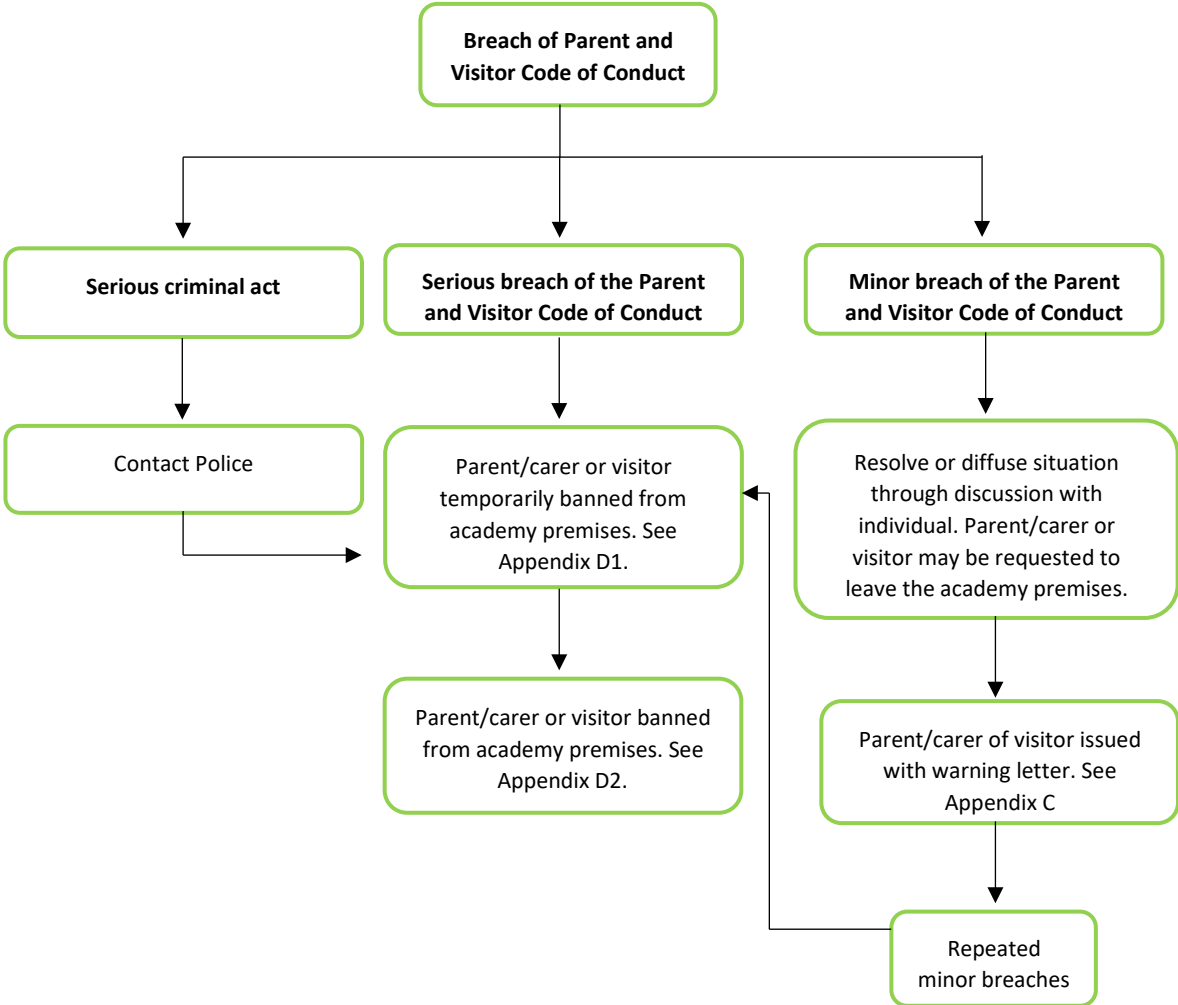 Breach of Parent and
Visitor Code of Conduct
Serious criminal act
Serious breach of the Parent
and Visitor Code of Conduct
Minor breach of the Parent
and Visitor Code of Conduct
Contact Police
Parent/carer or visitor
temporarily banned from
academy premises. See
Appendix D1.
Resolve or diffuse situation
through discussion with
individual. Parent/carer or
visitor may be requested to
leave the academy premises.
Parent/carer or visitor banned
from academy premises. See
Appendix D2.
Parent/carer of visitor issued
with warning letter. See
Appendix C
Repeated
minor breaches